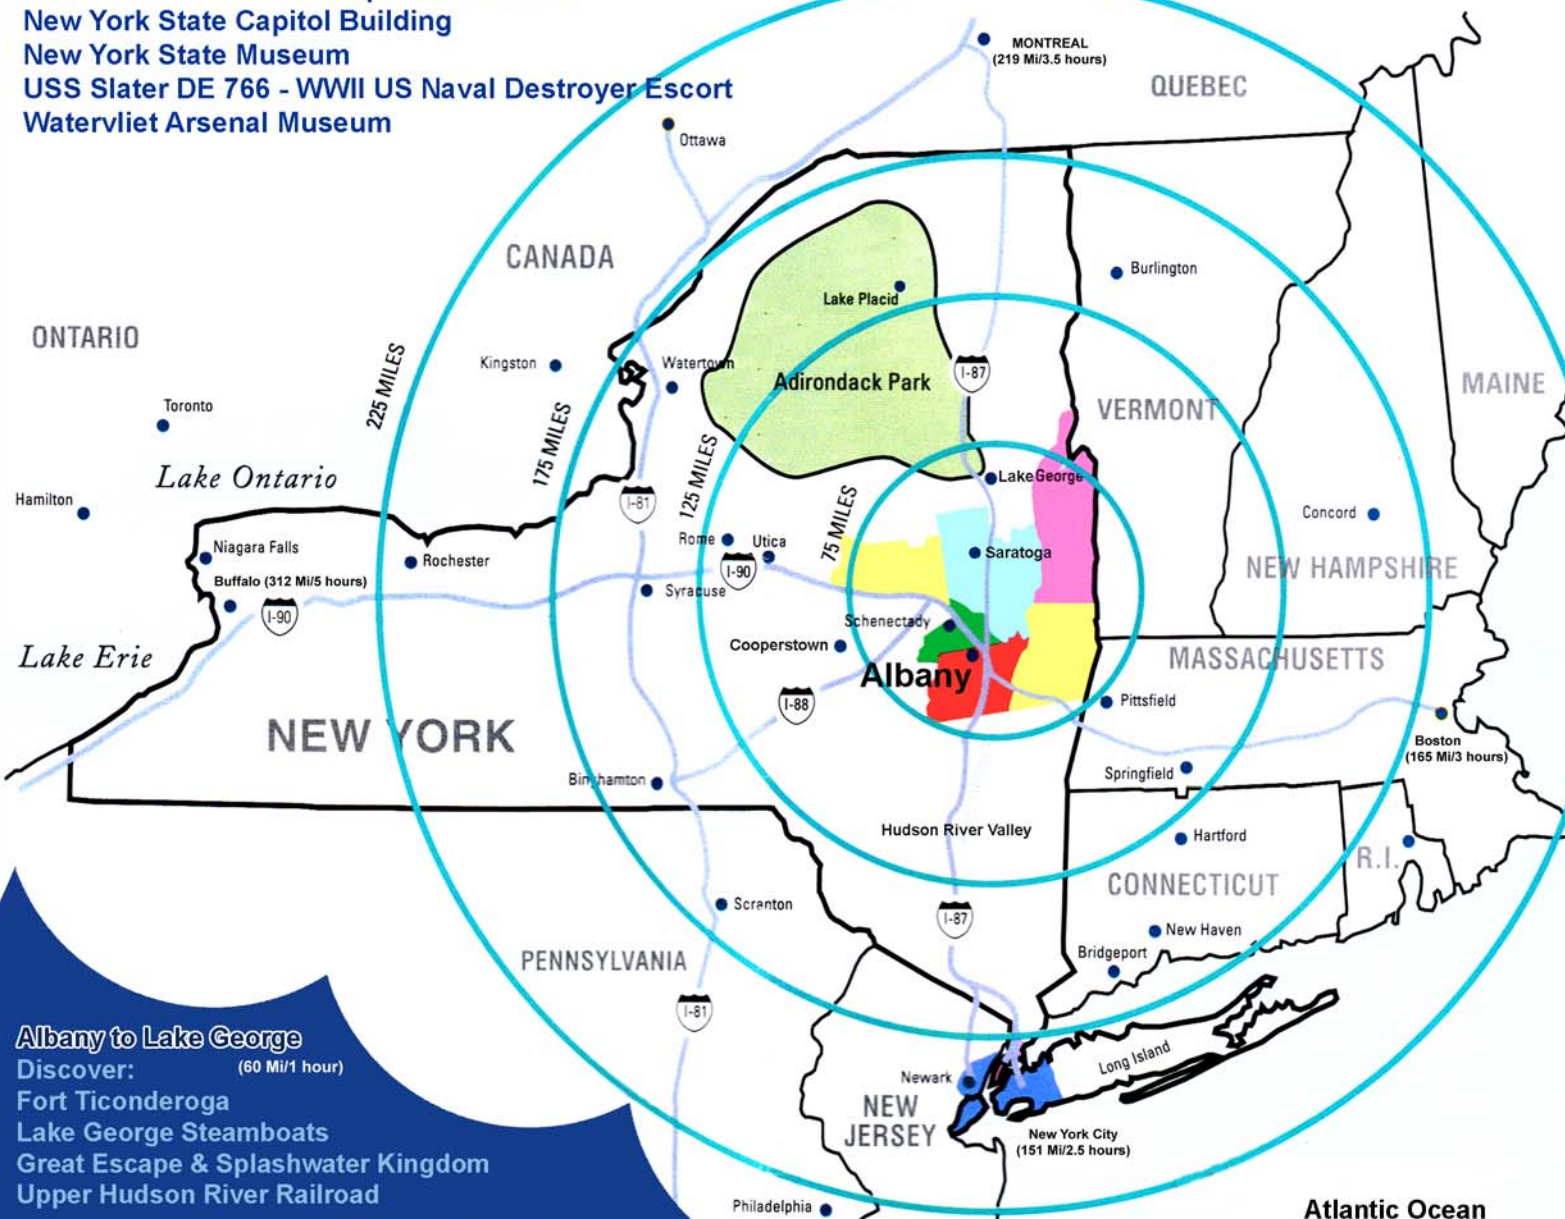 New York State Capitol Building
New York State Museum
USS Slater DE 766 - WWII US Naval Destroyer Escort
Watervliet Arsenal Museum
MONTREAL
(219 Mi/3.5 hours)
QUEBEC
Ottawa
CANADA
Burlington
Lake Placid
ONTARIO
225 MILES
Kingston
Watertown
Adirondack Park
I-87
MAINE
Toronto
175 MILES
VERMONT
Lake Ontario
125 MILES
Lake George
Hamilton
I-81
75 MILES
Concord
Niagara Falls
Rochester
Rome
Utica
Saratoga
NEW HAMPSHIRE
Buffalo (312 Mi/5 hours)
I-90
I-90
Syracuse
Schenectady
Cooperstown
Lake Erie
MASSACHUSETTS
Albany
I-88
Pittsfield
NEW YORK
Boston
(165 Mi/3 hours)
Springfield
Binghamton
Hudson River Valley
Hartford
R.I.
CONNECTICUT
Scranton
I-87
New Haven
Bridgeport
PENNSYLVANIA
I-81
Albany to Lake George
(60 Mi/1 hour)
Discover:
Fort Ticonderoga
Lake George Steamboats
Great Escape & Splashwater Kingdom
Upper Hudson River Railroad
Long Island
Newark
NEW
JERSEY
New York City
(151 Mi/2.5 hours)
Philadelphia
Atlantic Ocean